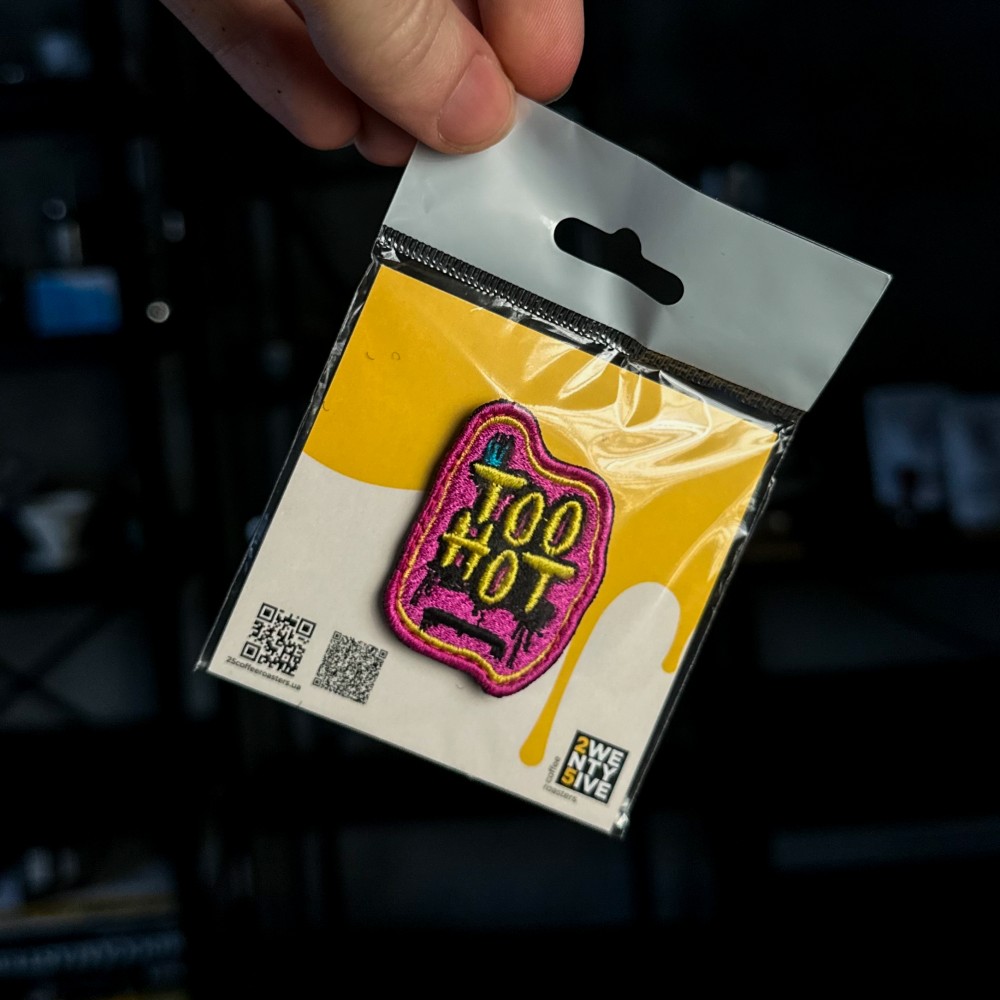 TOO
HOT
25coffeeroasters.ua
2WE
NTY
5IVE
coffee
roasters.